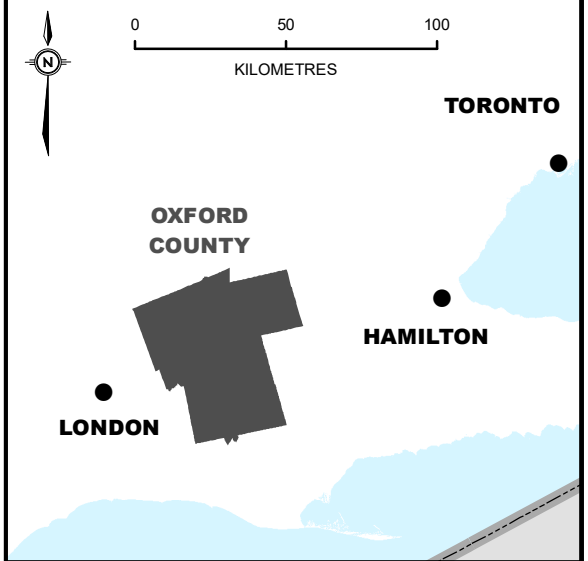 0 50 100
KILOMETRES
N
TORONTO
OXFORD
COUNTY
HAMILTON
LONDON